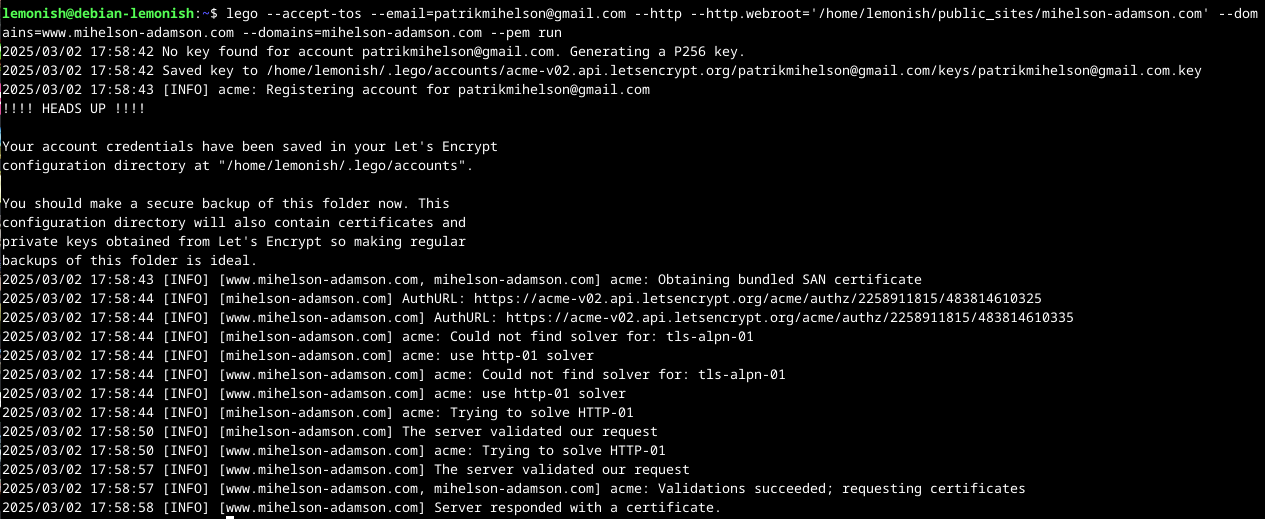 lemonish@debian-lemonish:~$ lego --accept-tos --email=patrikmihelson@gmail.com --http --http.webroot='/home/lemonish/public_sites/mihelson-adamson.com' --dom
ains=www.mihelson-adamson.com --domains=mihelson-adamson.com --pem run
2025/03/02 17:58:42 No key found for account patrikmihelson@gmail.com. Generating a P256 key.
2025/03/02 17:58:42 Saved key to /home/lemonish/.lego/accounts/acme-v02.api.letsencrypt.org/patrikmihelson@gmail.com/keys/patrikmihelson@gmail.com.key
2025/03/02 17:58:43 [INFO] acme: Registering account for patrikmihelson@gmail.com
!!!! HEADS UP !!!!

Your account credentials have been saved in your Let's Encrypt
configuration directory at "/home/lemonish/.lego/accounts".

You should make a secure backup of this folder now. This
configuration directory will also contain certificates and
private keys obtained from Let's Encrypt so making regular
backups of this folder is ideal.
2025/03/02 17:58:43 [INFO] [www.mihelson-adamson.com, mihelson-adamson.com] acme: Obtaining bundled SAN certificate
2025/03/02 17:58:44 [INFO] [mihelson-adamson.com] AuthURL: https://acme-v02.api.letsencrypt.org/acme/authz/2258911815/483814610325
2025/03/02 17:58:44 [INFO] [www.mihelson-adamson.com] AuthURL: https://acme-v02.api.letsencrypt.org/acme/authz/2258911815/483814610335
2025/03/02 17:58:44 [INFO] [mihelson-adamson.com] acme: Could not find solver for: tls-alpn-01
2025/03/02 17:58:44 [INFO] [mihelson-adamson.com] acme: use http-01 solver
2025/03/02 17:58:44 [INFO] [www.mihelson-adamson.com] acme: Could not find solver for: tls-alpn-01
2025/03/02 17:58:44 [INFO] [www.mihelson-adamson.com] acme: use http-01 solver
2025/03/02 17:58:44 [INFO] [mihelson-adamson.com] acme: Trying to solve HTTP-01
2025/03/02 17:58:50 [INFO] [mihelson-adamson.com] The server validated our request
2025/03/02 17:58:50 [INFO] [www.mihelson-adamson.com] acme: Trying to solve HTTP-01
2025/03/02 17:58:57 [INFO] [www.mihelson-adamson.com] The server validated our request
2025/03/02 17:58:57 [INFO] [www.mihelson-adamson.com, mihelson-adamson.com] acme: Validations succeeded; requesting certificates
2025/03/02 17:58:58 [INFO] [www.mihelson-adamson.com] Server responded with a certificate.